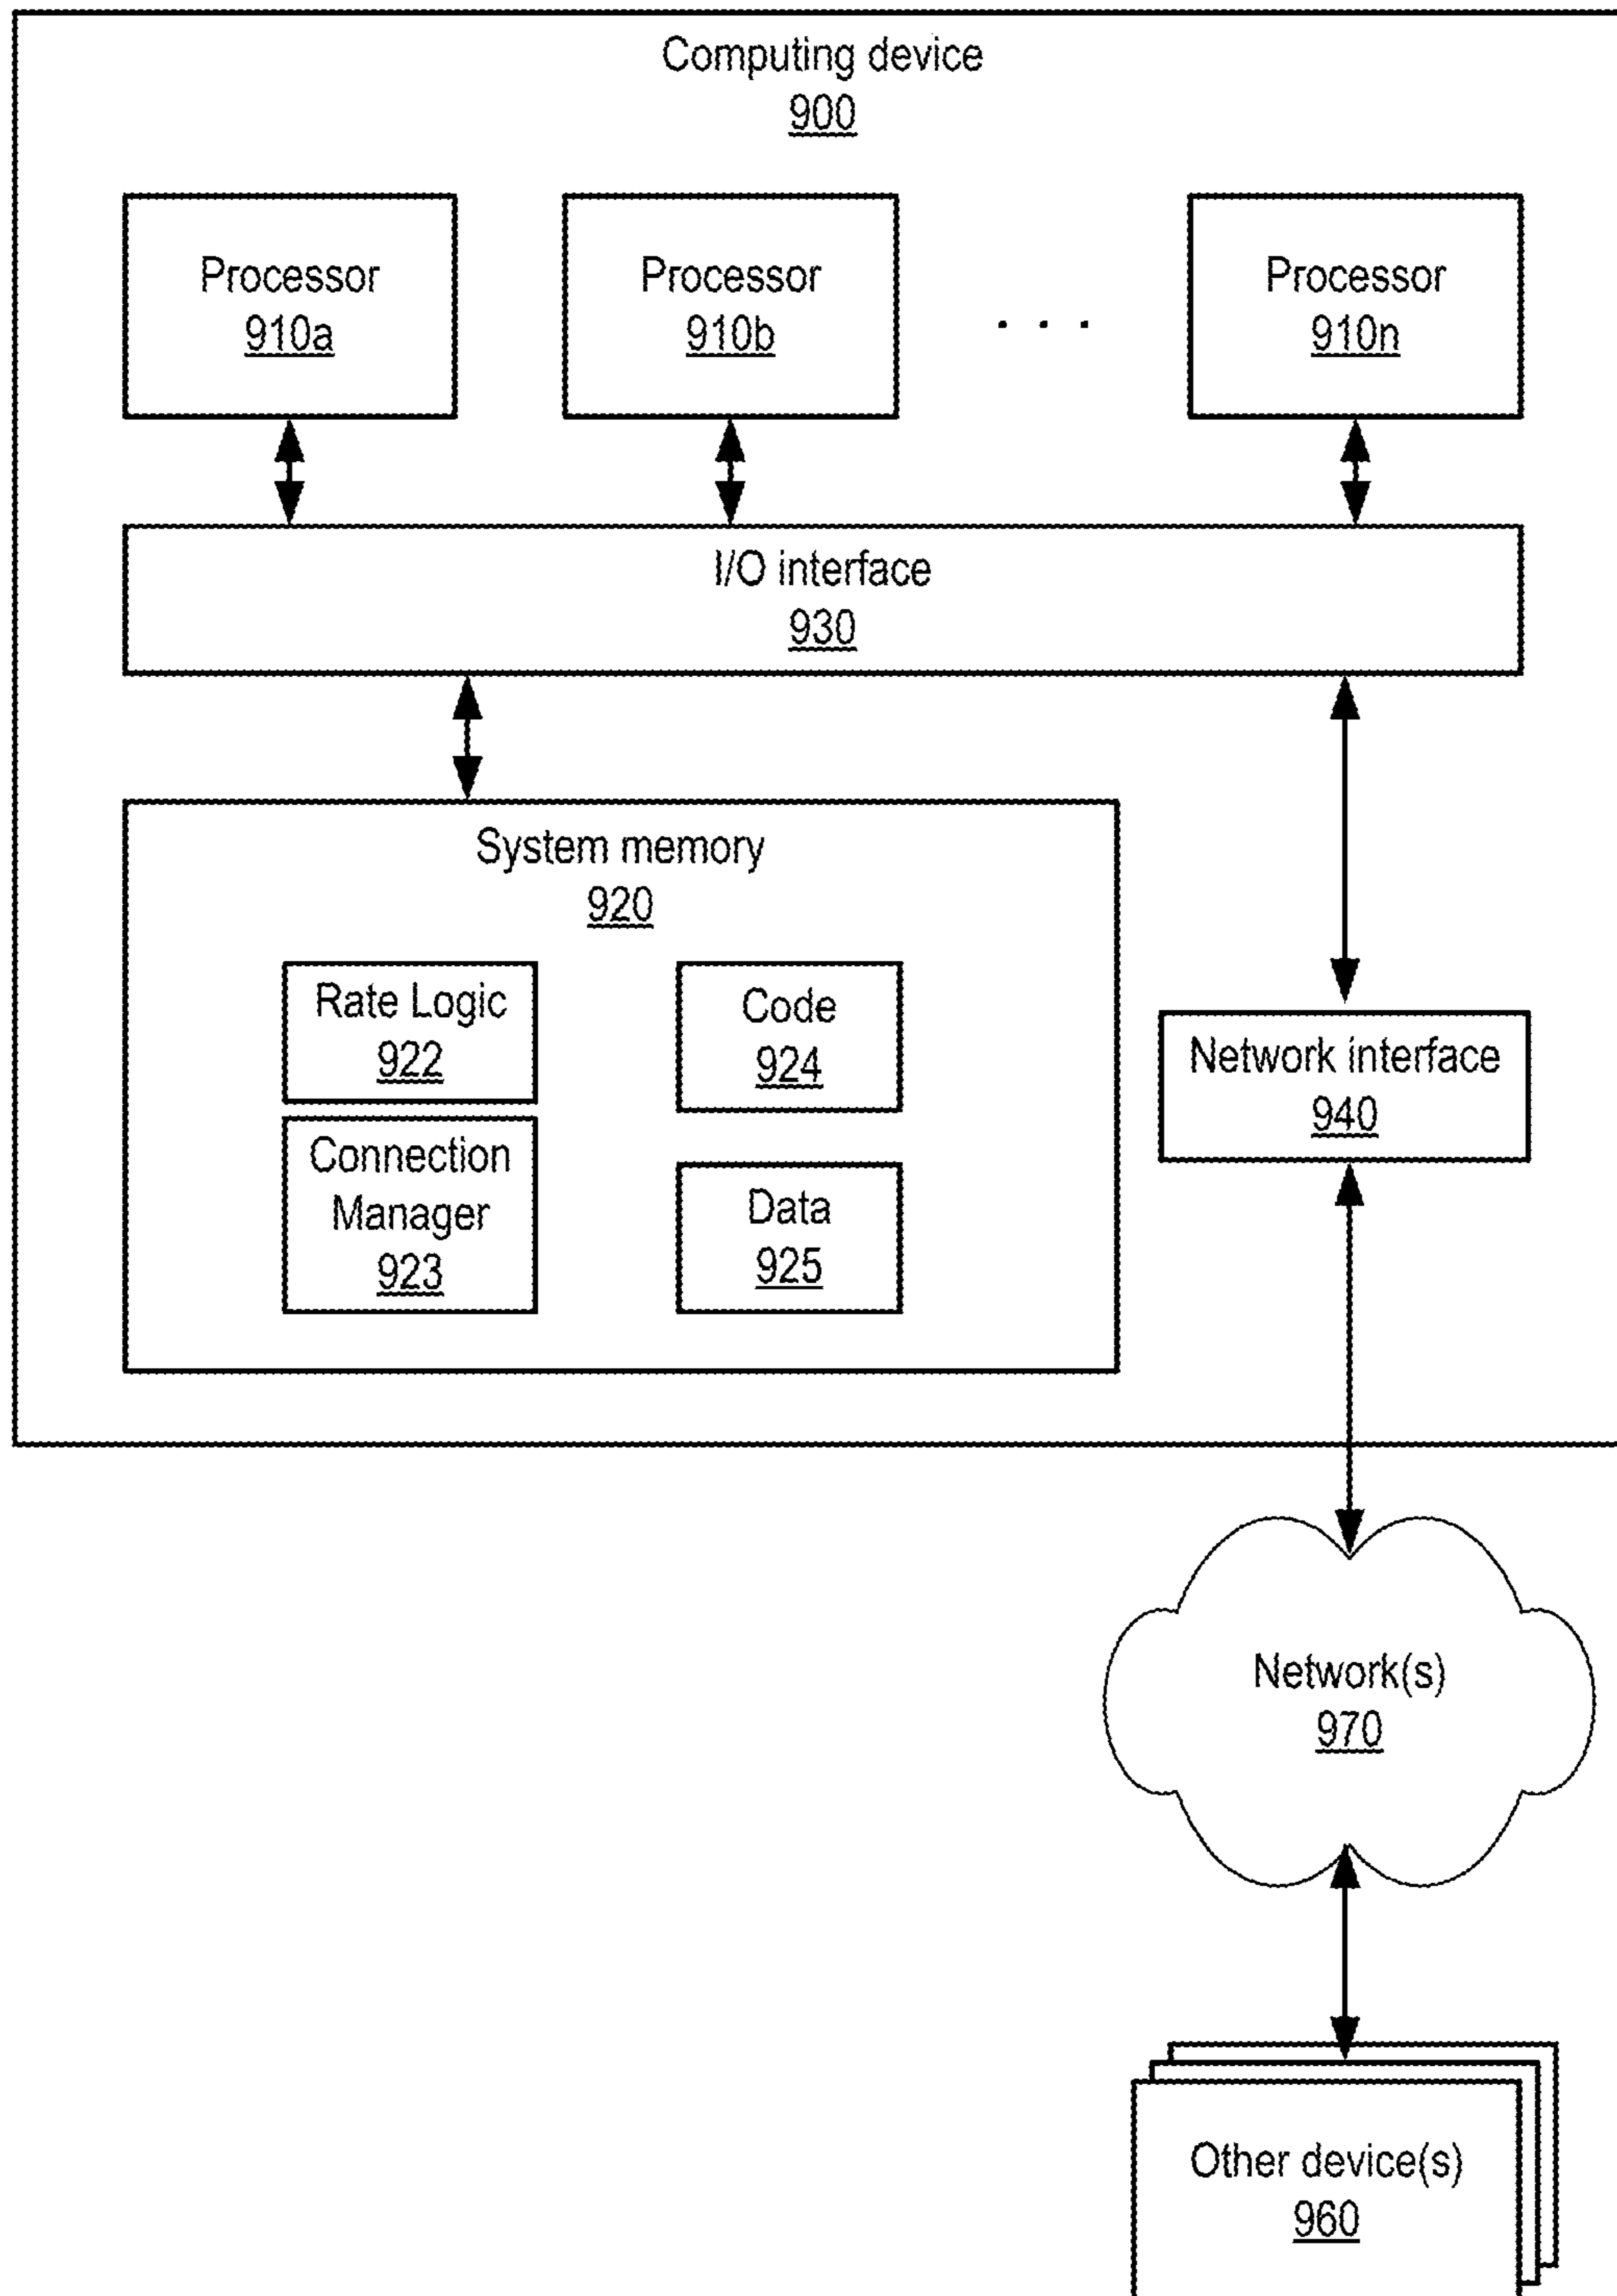 Computing device
900
Processor
910a
Processor
910b
. . .
Processor
910n
I/O interface
930
System memory
920
Rate Logic
922
Code
924
Connection
Manager
923
Data
925
Network interface
940
Network(s)
970
Other device(s)
960